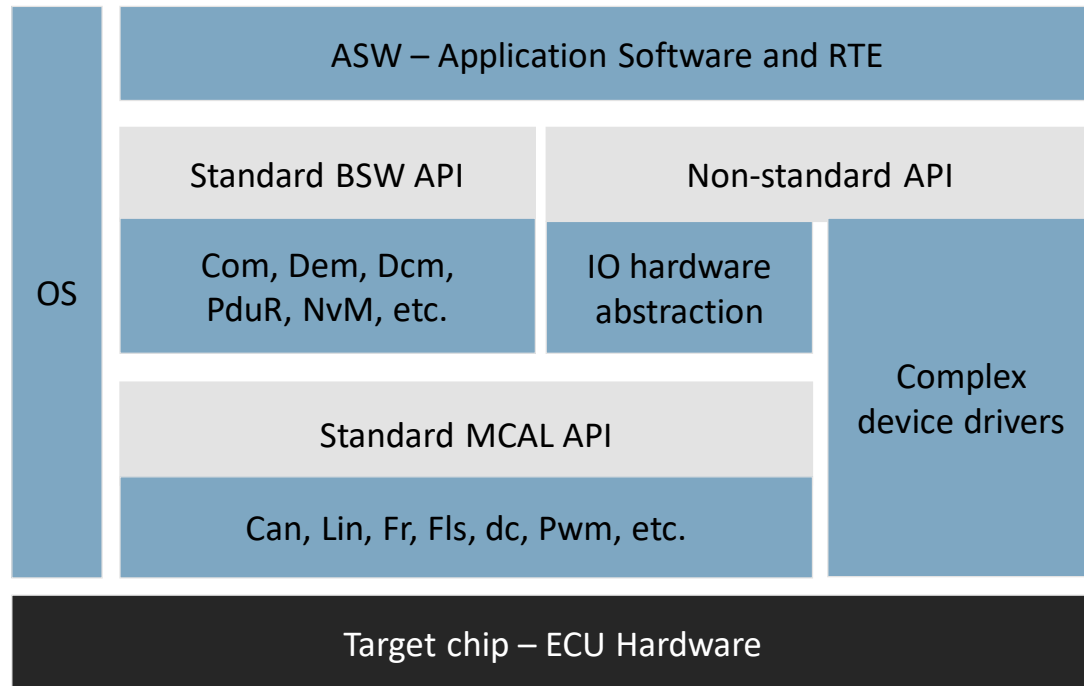 ASW – Application Software and RTE
Standard BSW API
Non-standard API
OS
Com, Dem, Dcm,
PduR, NvM, etc.
IO hardware
abstraction
Complex
device drivers
Standard MCAL API
Can, Lin, Fr, Fls, dc, Pwm, etc.
Target chip – ECU Hardware